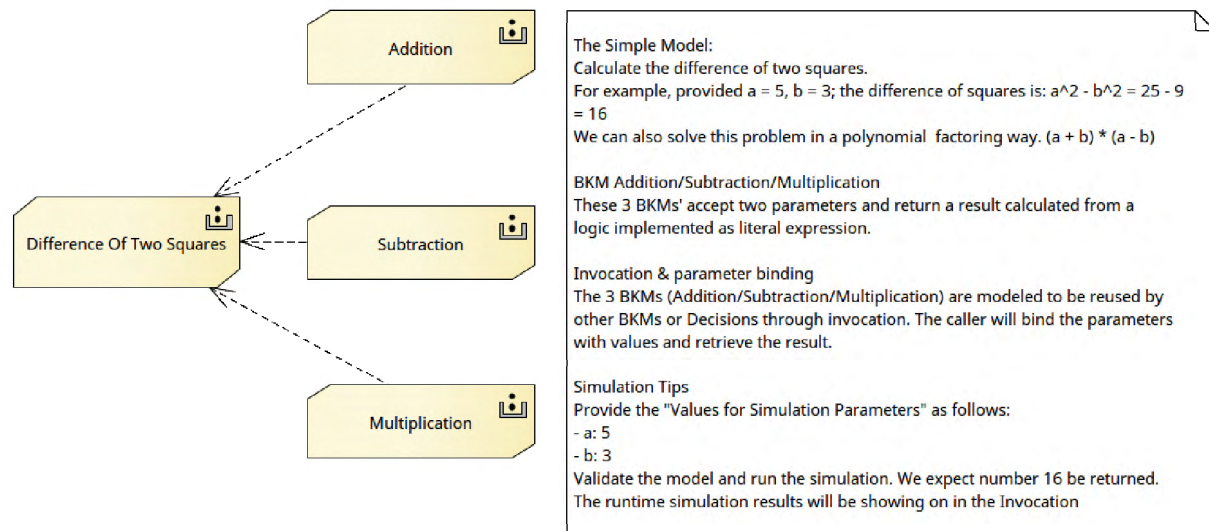 Addition
Difference Of Two Squares
Subtraction
Multiplication
The Simple Model:
Calculate the difference of two squares.
For example, provided a = 5, b = 3; the difference of squares is: a^2 - b^2 = 25 - 9
= 16
We can also solve this problem in a polynomial  factoring way. (a + b) * (a - b)
BKM Addition/Subtraction/Multiplication
These 3 BKMs' accept two parameters and return a result calculated from a
logic implemented as literal expression.
Invocation & parameter binding
The 3 BKMs (Addition/Subtraction/Multiplication) are modeled to be reused by
other BKMs or Decisions through invocation. The caller will bind the parameters
with values and retrieve the result.
Simulation Tips
Provide the "Values for Simulation Parameters" as follows:
- a: 5
- b: 3
Validate the model and run the simulation. We expect number 16 be returned.
The runtime simulation results will be showing on in the Invocation